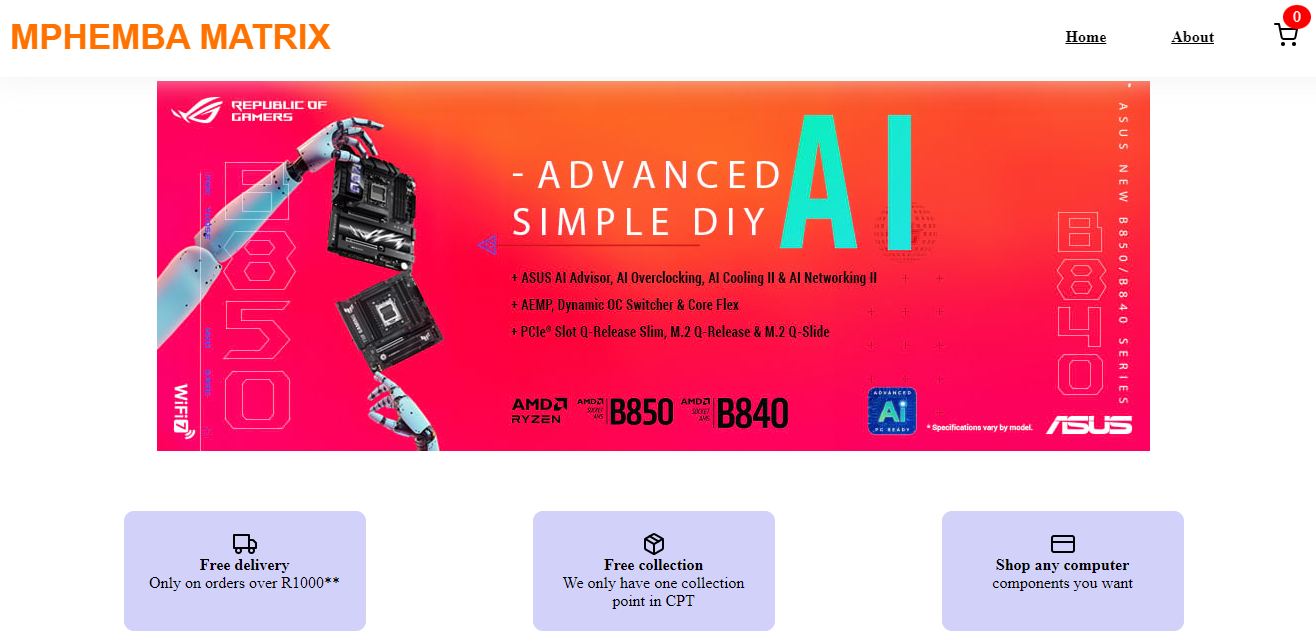 MPHEMBA MATRIX
Home
About
0
REPUBLIC OF
GAMERS
- ADVANCED
SIMPLE DIY
AI
+ ASUS AI Advisor, AI Overclocking, AI Cooling II & AI Networking II
+ AEMP, Dynamic OC Switcher & Core Flex
+ PCIe® Slot Q-Release Slim, M.2 Q-Release & M.2 Q-Slide
B850
B840
ASUS NEW B850/B840 SERIES
WiFi 7
AMD
RYZEN
AMD
SOCKET
AM5
B850
AMD
SOCKET
AM5
B840
ADVANCED
Ai
PC READY
* Specifications vary by model.
ASUS
Free delivery
Only on orders over R1000**
Free collection
We only have one collection
point in CPT
Shop any computer
components you want